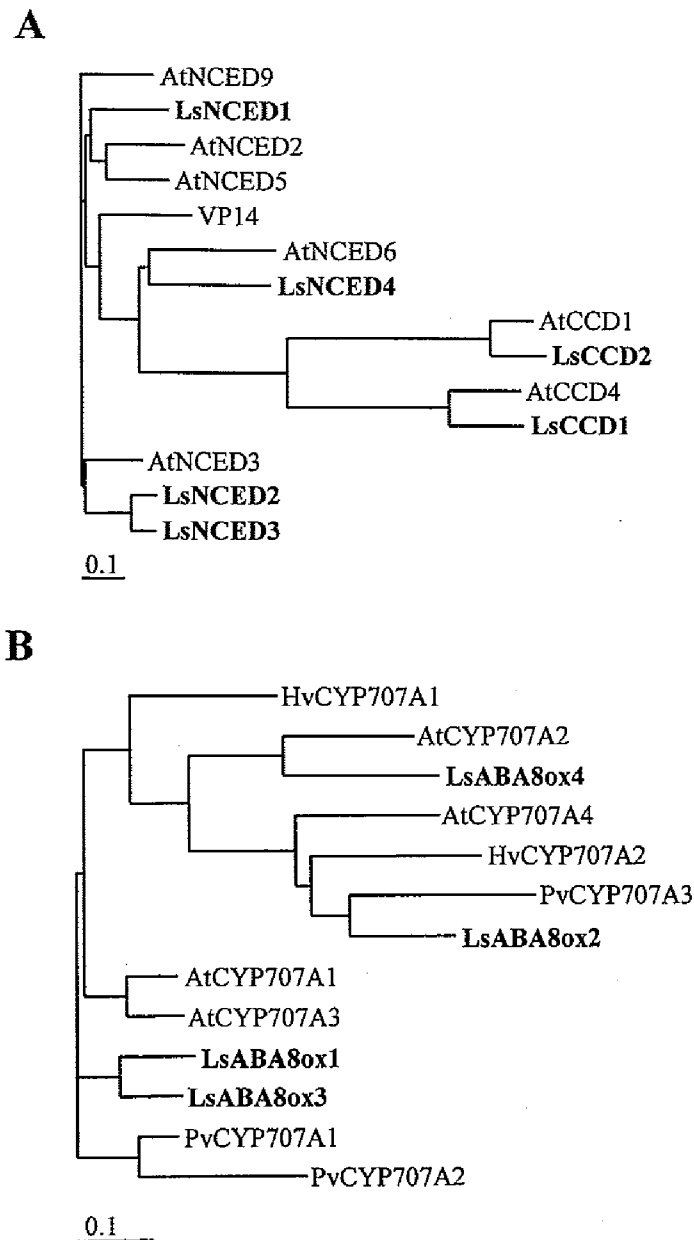 A
AtNCED9
LsNCED1
AtNCED2
AtNCED5
VP14
AtNCED6
LsNCED4
AtCCD1
LsCCD2
AtCCD4
LsCCD1
AtNCED3
LsNCED2
LsNCED3
0.1
B
HvCYP707A1
AtCYP707A2
LsABA8ox4
AtCYP707A4
HvCYP707A2
PvCYP707A3
LsABA8ox2
AtCYP707A1
AtCYP707A3
LsABA8ox1
LsABA8ox3
PvCYP707A1
PvCYP707A2
0.1